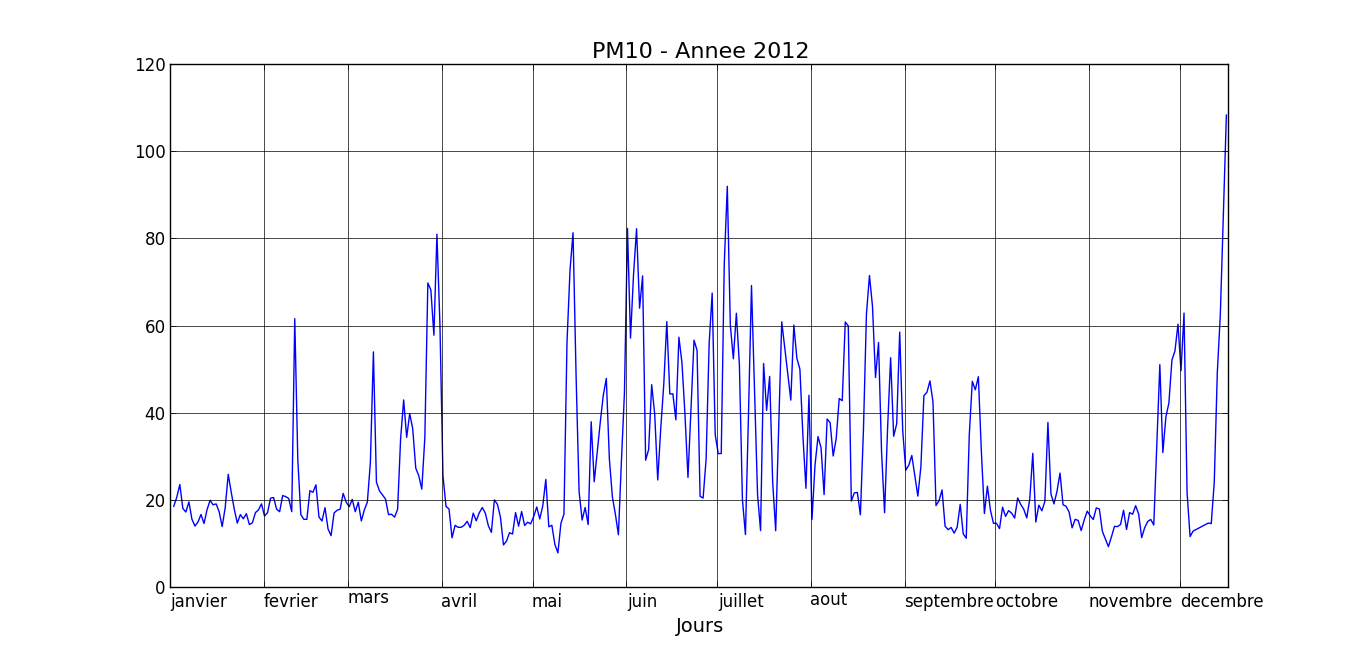 PM10 - Annee 2012
120
100
80
60
40
20
0
janvier fevrier mars avril mai juin juillet aout septembre octobre novembre decembre
Jours